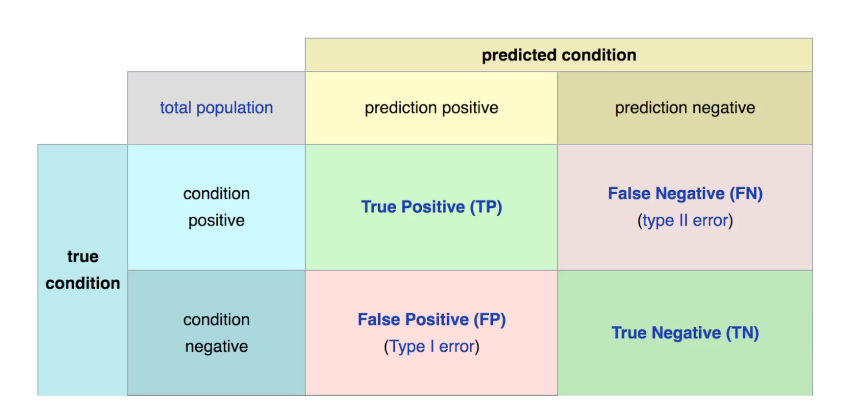 predicted condition
total population
prediction positive
prediction negative
condition
positive
True Positive (TP)
False Negative (FN)
(type II error)
true
condition
condition
negative
False Positive (FP)
(Type I error)
True Negative (TN)